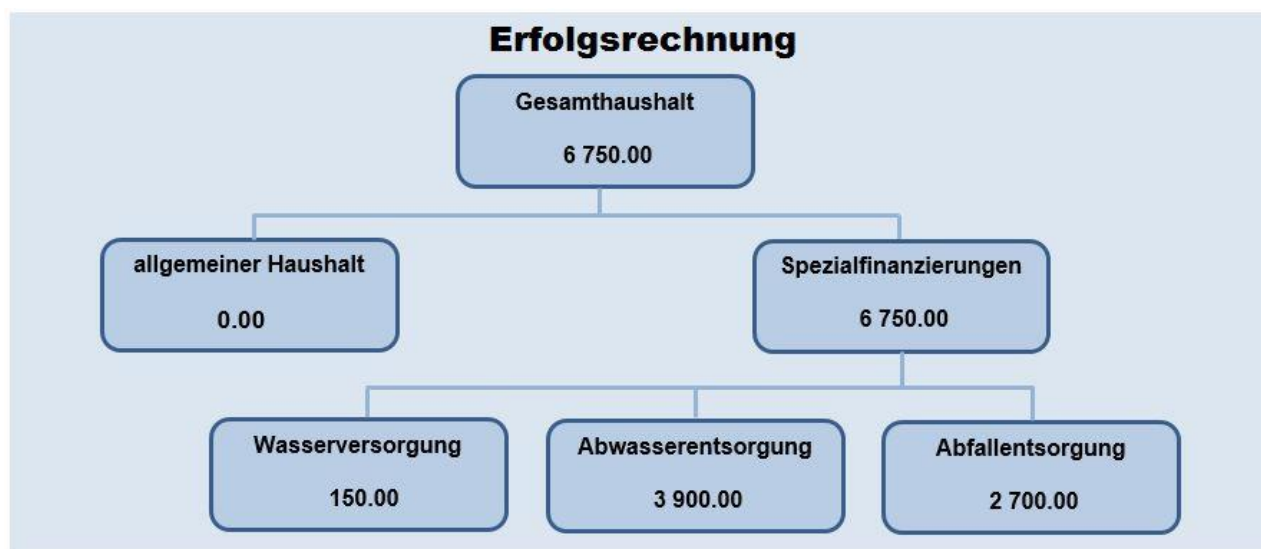 Erfolgsrechnung
Gesamthaushalt
6 750.00
allgemeiner Haushalt
0.00
Spezialfinanzierungen
6 750.00
Wasserversorgung
150.00
Abwasserentsorgung
3 900.00
Abfallentsorgung
2 700.00